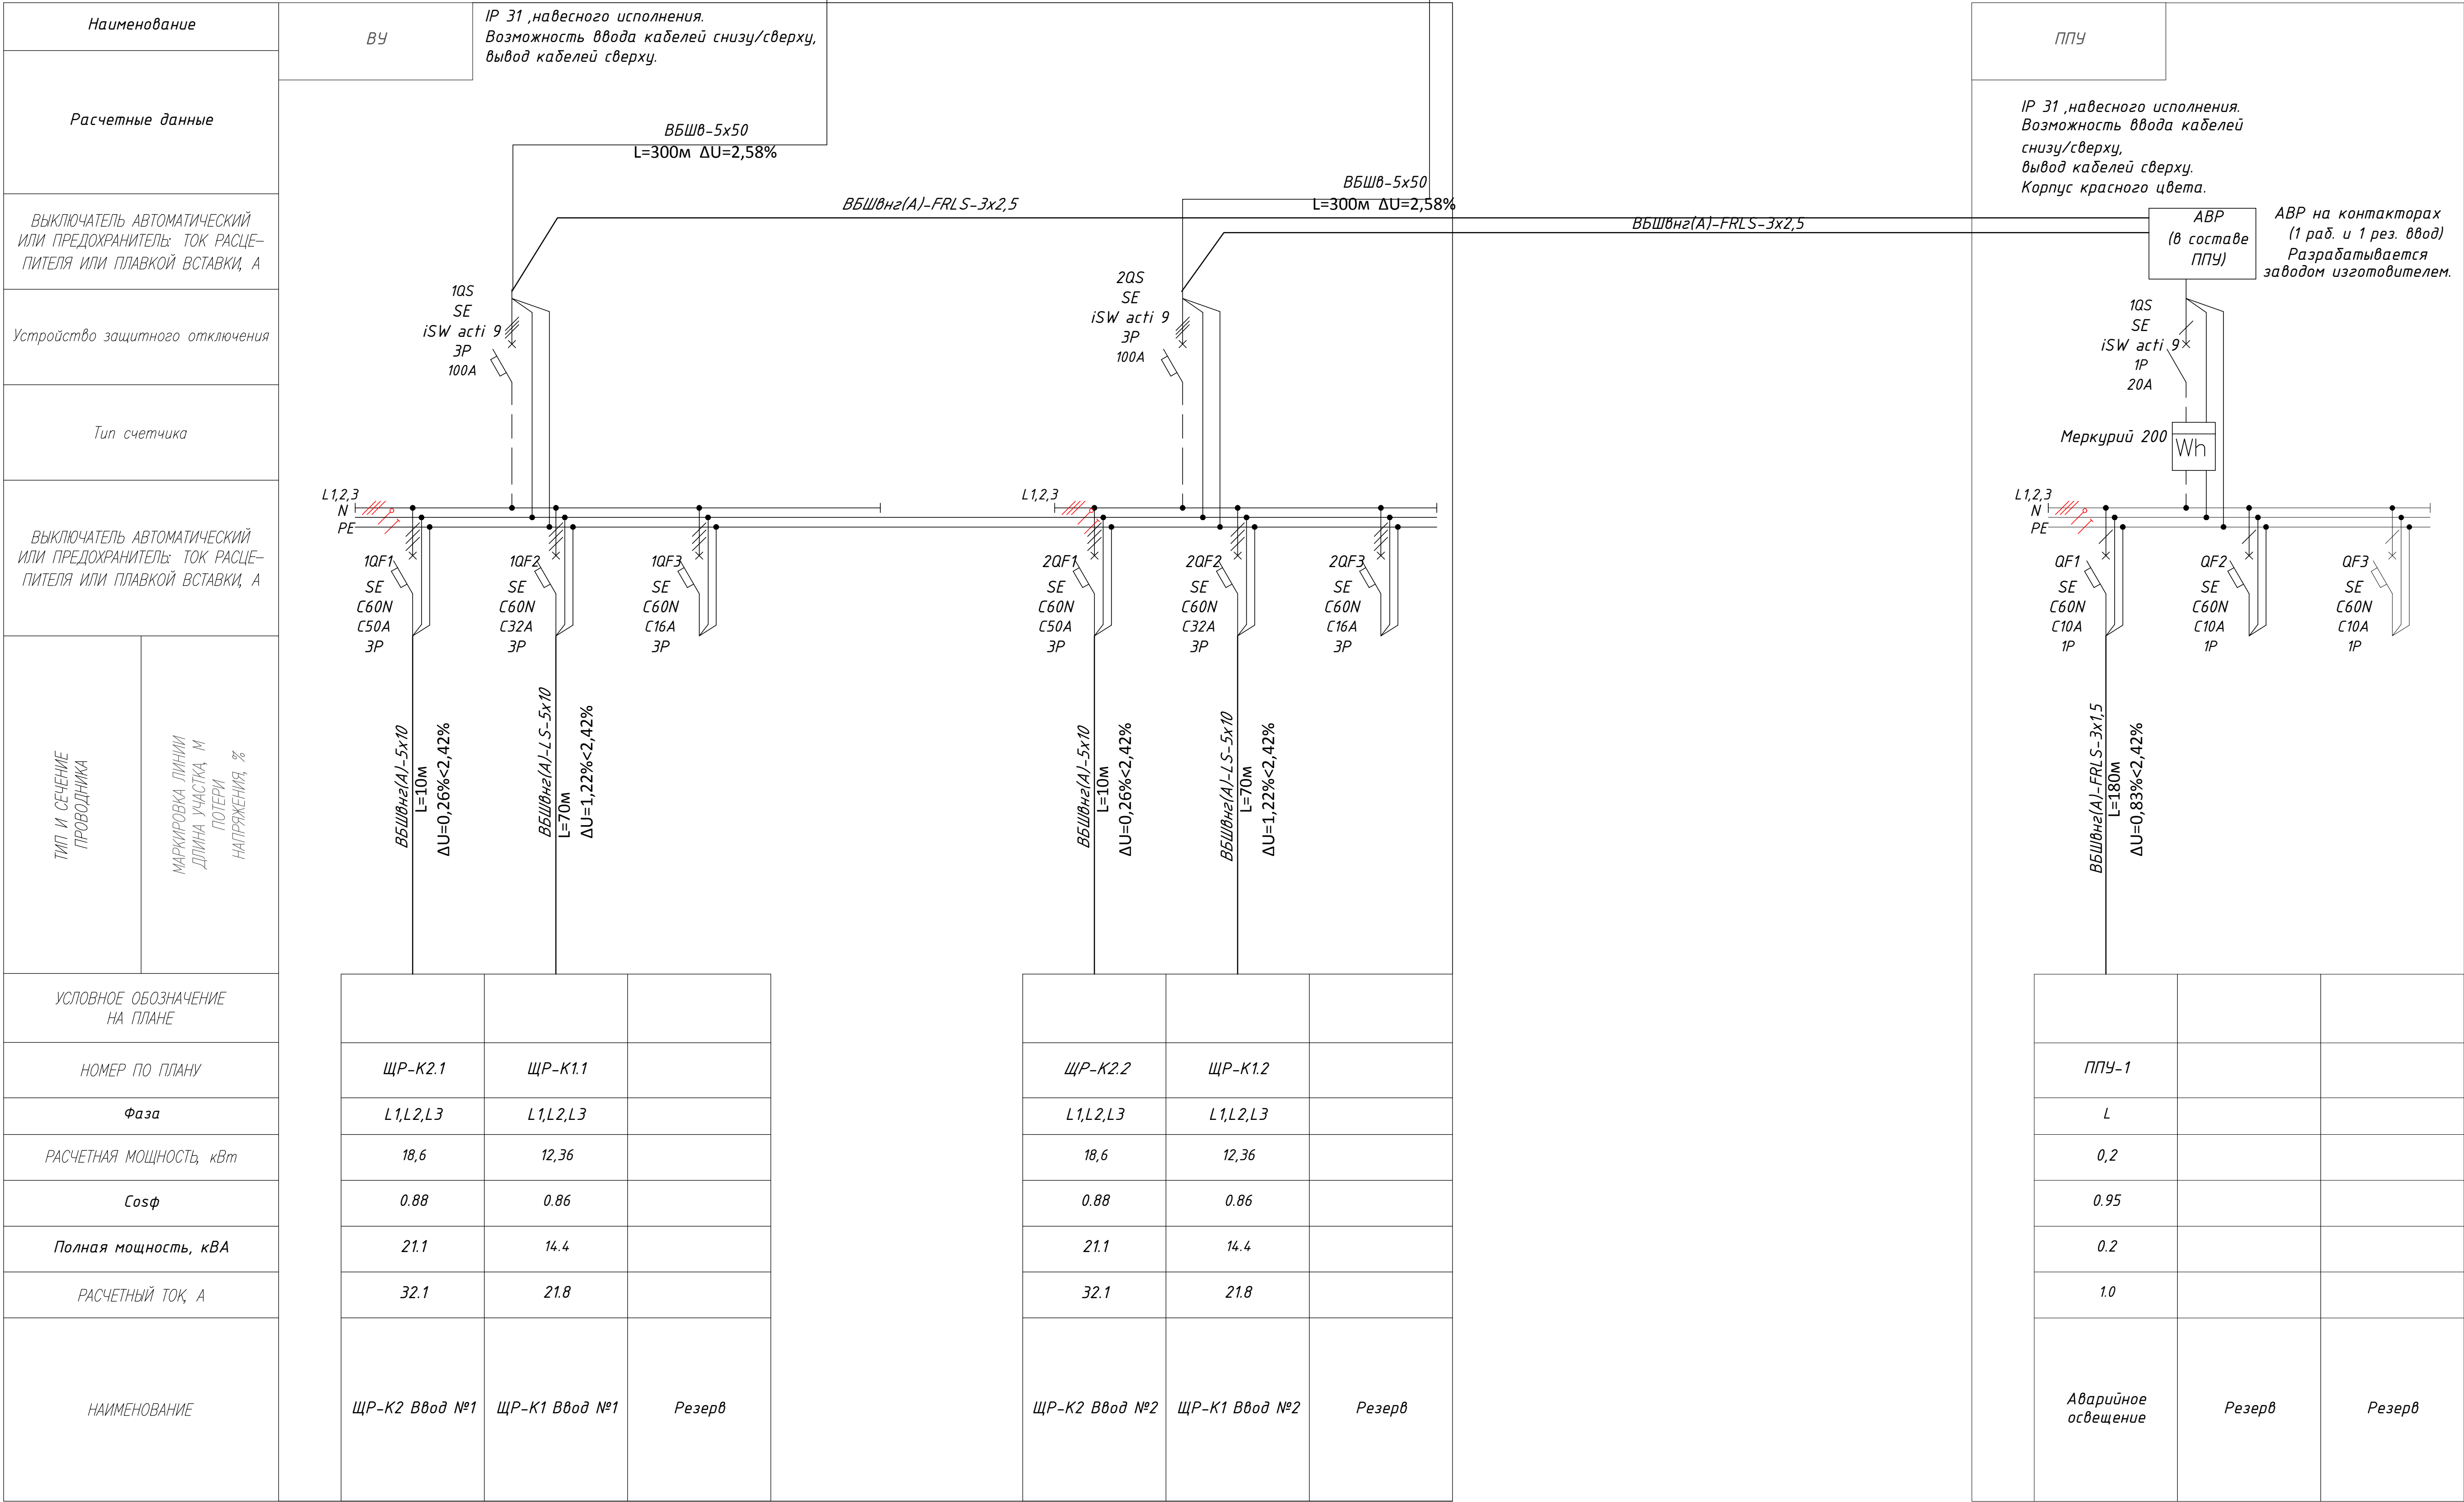 Наименование
Расчетные данные
ВЫКЛЮЧАТЕЛЬ АВТОМАТИЧЕСКИЙ
ИЛИ ПРЕДОХРАНИТЕЛЬ: ТОК РАСЦЕ-
ПИТЕЛЯ ИЛИ ПЛАВКОЙ ВСТАВКИ, А
Устройство защитного отключения
Тип счетчика
ВЫКЛЮЧАТЕЛЬ АВТОМАТИЧЕСКИЙ
ИЛИ ПРЕДОХРАНИТЕЛЬ: ТОК РАСЦЕ-
ПИТЕЛЯ ИЛИ ПЛАВКОЙ ВСТАВКИ, А
ТИП И СЕЧЕНИЕ
ПРОВОДНИКА
МАРКИРОВКА ЛИНИИ
ДЛИНА УЧАСТКА, М
ПОТЕРИ
НАПРЯЖЕНИЯ, %
ВУ
IP 31 ,навесного исполнения.
Возможность ввода кабелей снизу/сверху,
вывод кабелей сверху.
ВБШв-5х50
L=300м ΔU=2,58%
ВБШвнг(А)-FRLS-3х2,5
ВБШв-5х50
L=300м ΔU=2,58%
ВБШвнг(А)-FRLS-3х2,5
1QS
SE
iSW acti 9
3P
100A
2QS
SE
iSW acti 9
3P
100A
L1,2,3
N
PE
1QF1
SE
C60N
C50A
3P
1QF2
SE
C60N
C32A
3P
1QF3
SE
C60N
C16A
3P
L1,2,3
2QF1
SE
C60N
C50A
3P
2QF2
SE
C60N
C32A
3P
2QF3
SE
C60N
C16A
3P
ВБШвнг(А)-5х10
L=10м
ΔU=0,26%<2,42%
ВБШвнг(А)-LS-5х10
L=70м
ΔU=1,22%<2,42%
ВБШвнг(А)-5х10
L=10м
ΔU=0,26%<2,42%
ВБШвнг(А)-LS-5х10
L=70м
ΔU=1,22%<2,42%
ППУ
IP 31 ,навесного исполнения.
Возможность ввода кабелей
снизу/сверху,
вывод кабелей сверху.
Корпус красного цвета.
АВР
(в составе
ППУ)
АВР на контакторах
(1 раб. и 1 рез. ввод)
Разрабатывается
заводом изготовителем.
1QS
SE
iSW acti 9
1P
20A
Меркурий 200
Wh
L1,2,3
N
PE
QF1
SE
C60N
C10A
1P
QF2
SE
C60N
C10A
1P
QF3
SE
C60N
C10A
1P
ВБШвнг(А)-FRLS-3х1,5
L=180м
ΔU=0,83%<2,42%
УСЛОВНОЕ ОБОЗНАЧЕНИЕ
НА ПЛАНЕ
НОМЕР ПО ПЛАНУ ЩР-К2.1 ЩР-К1.1 ЩР-К2.2 ЩР-К1.2 ППУ-1
Фаза L1,L2,L3 L1,L2,L3 L1,L2,L3 L1,L2,L3 L
РАСЧЕТНАЯ МОЩНОСТЬ, кВт 18,6 12,36 18,6 12,36 0,2
Cosφ 0.88 0.86 0.88 0.86 0.95
Полная мощность, кВА 21.1 14.4 21.1 14.4 0.2
РАСЧЕТНЫЙ ТОК, А 32.1 21.8 32.1 21.8 1.0
НАИМЕНОВАНИЕ ЩР-К2 Ввод №1 ЩР-К1 Ввод №1 Резерв ЩР-К2 Ввод №2 ЩР-К1 Ввод №2 Резерв
Аварийное
освещение
Резерв Резерв